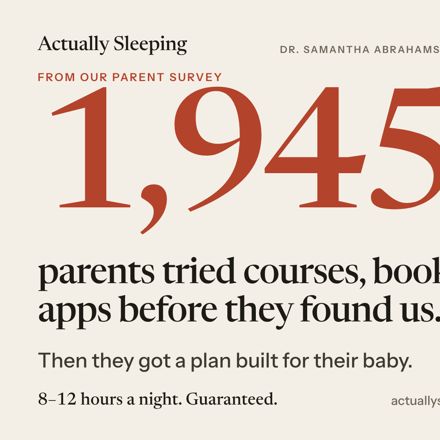 Actually Sleeping
DR. SAMANTHA ABRAHAMS
FROM OUR PARENT SURVEY
1,945
parents tried courses, book
apps before they found us.
Then they got a plan built for their baby.
8–12 hours a night. Guaranteed.
actuallys